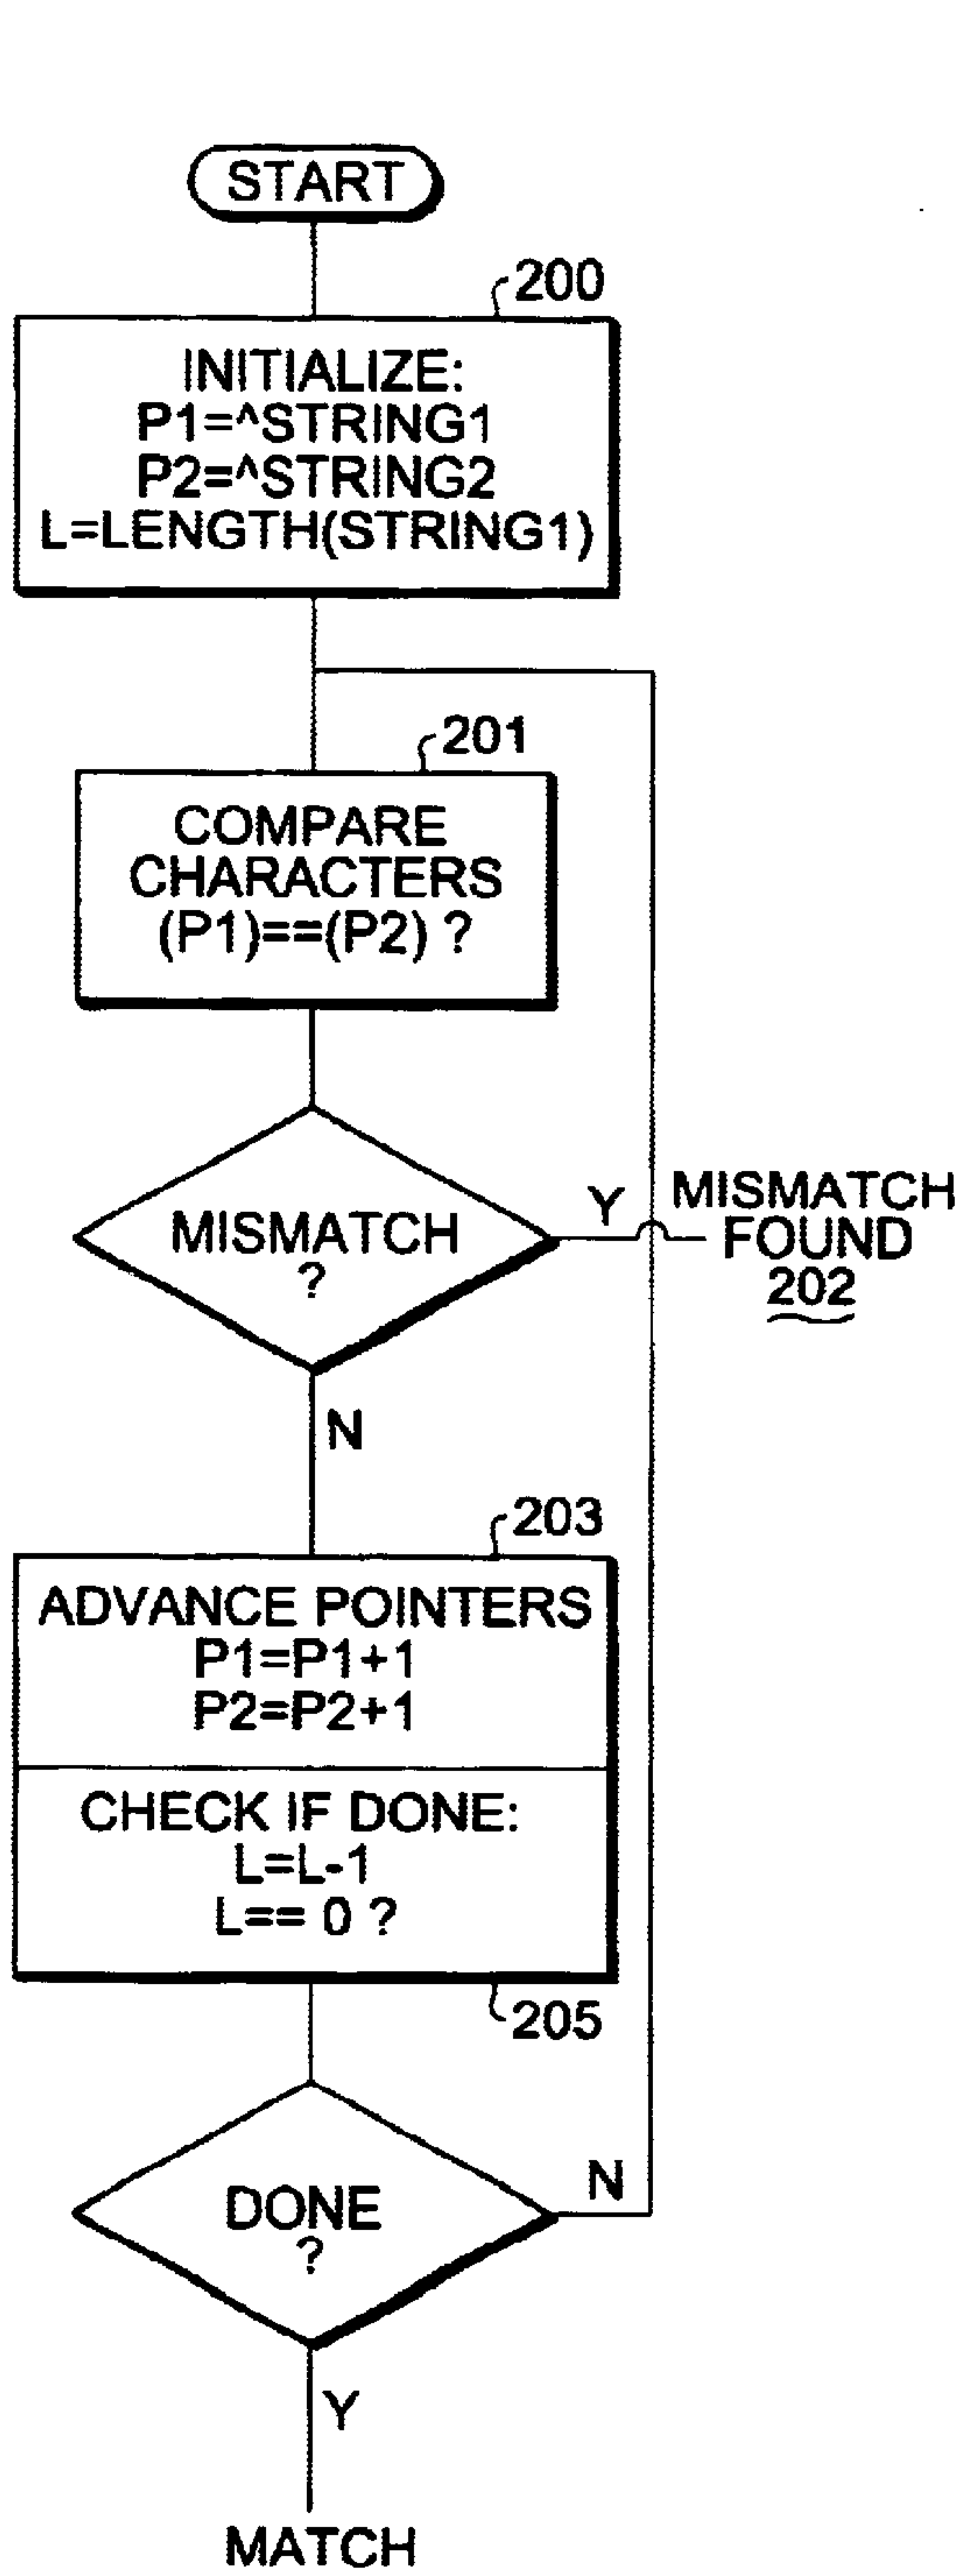 START
200
INITIALIZE:
P1=^STRING1
P2=^STRING2
L=LENGTH(STRING1)
201
COMPARE
CHARACTERS
(P1)==(P2) ?
MISMATCH
?
Y
MISMATCH
FOUND
202
N
203
ADVANCE POINTERS
P1=P1+1
P2=P2+1
CHECK IF DONE:
L=L-1
L== 0 ?
205
DONE
?
N
Y
MATCH